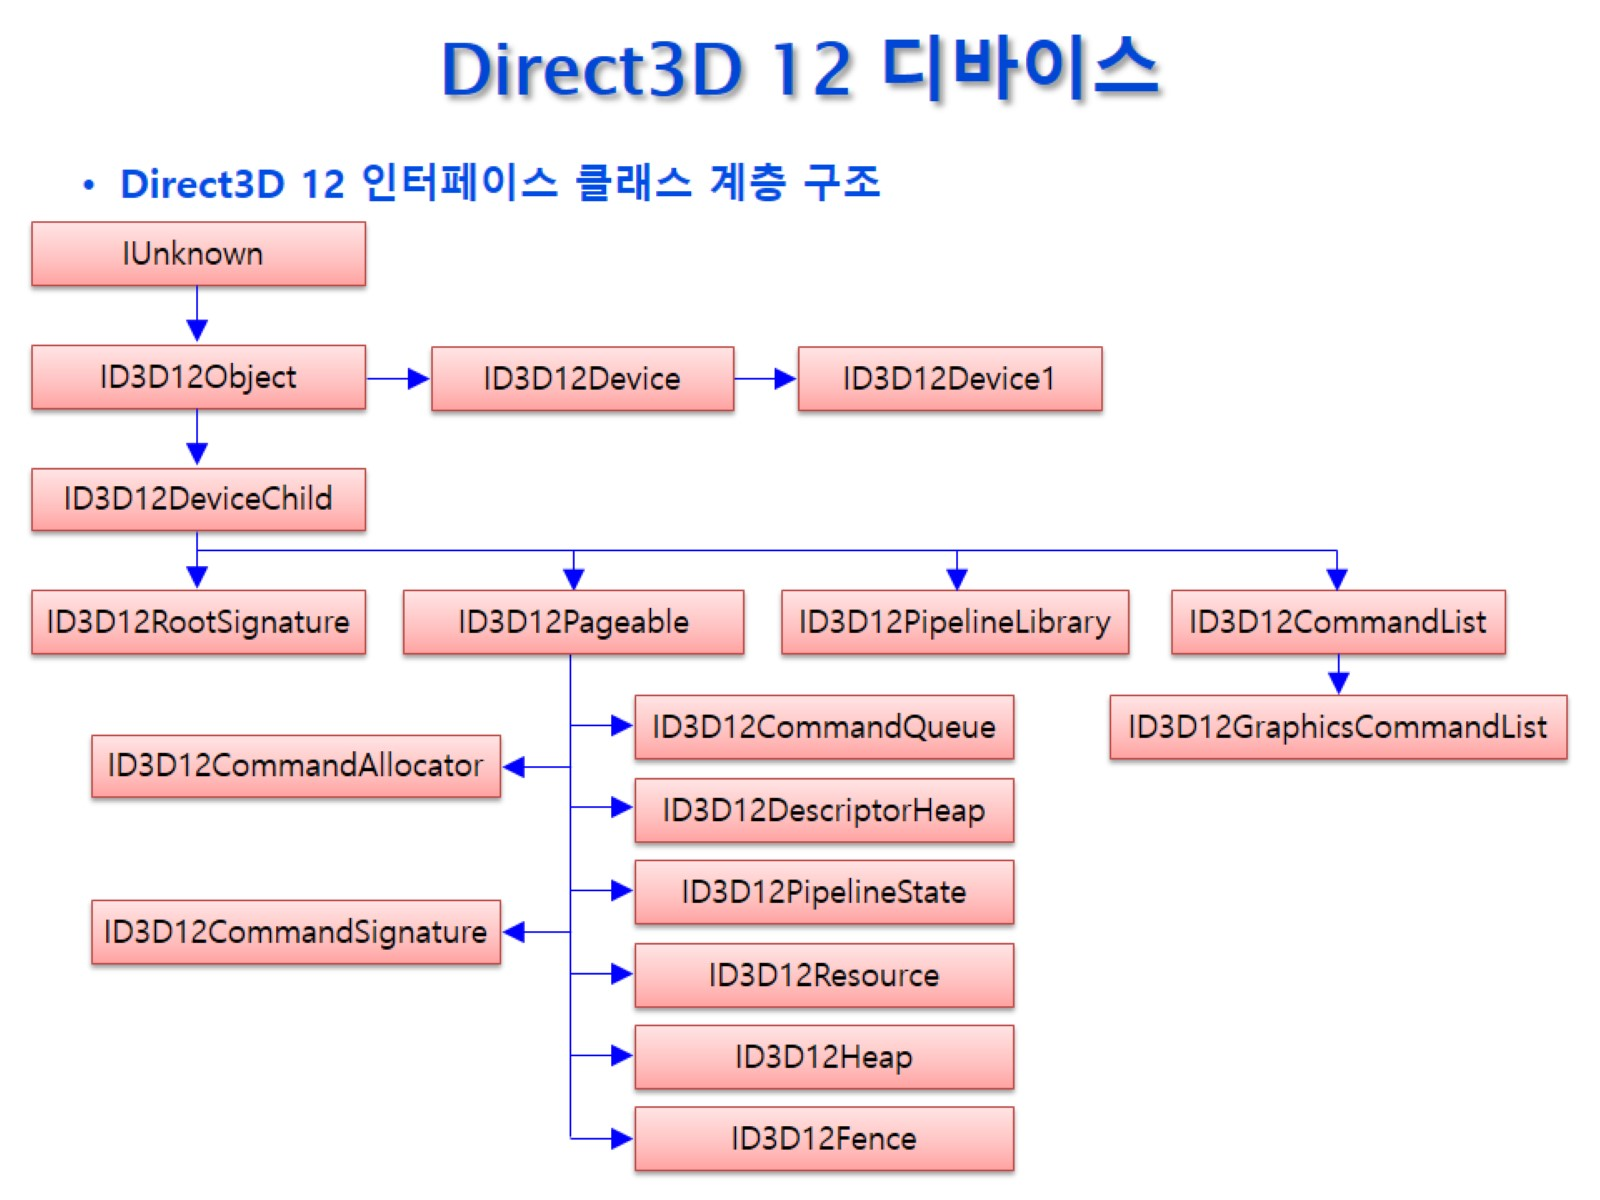 Direct3D 12 디바이스
• Direct3D 12 인터페이스 클래스 계층 구조
IUnknown
ID3D12Object
ID3D12Device
ID3D12Device1
ID3D12DeviceChild
ID3D12RootSignature
ID3D12Pageable
ID3D12PipelineLibrary
ID3D12CommandList
ID3D12CommandQueue
ID3D12GraphicsCommandList
ID3D12CommandAllocator
ID3D12DescriptorHeap
ID3D12PipelineState
ID3D12CommandSignature
ID3D12Resource
ID3D12Heap
ID3D12Fence